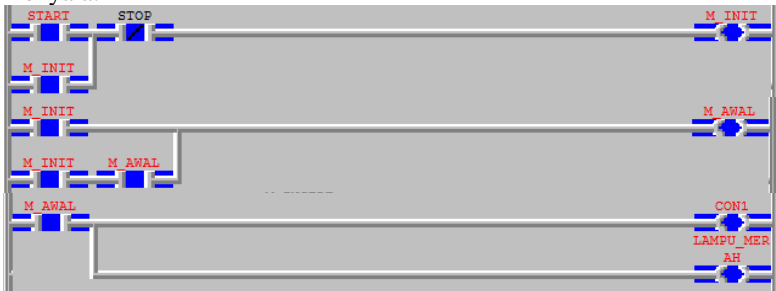 START STOP M_INIT
M_INIT
M_INIT M_AWAL
M_INIT M_AWAL
M_AWAL CON1
LAMPU_MER
AH